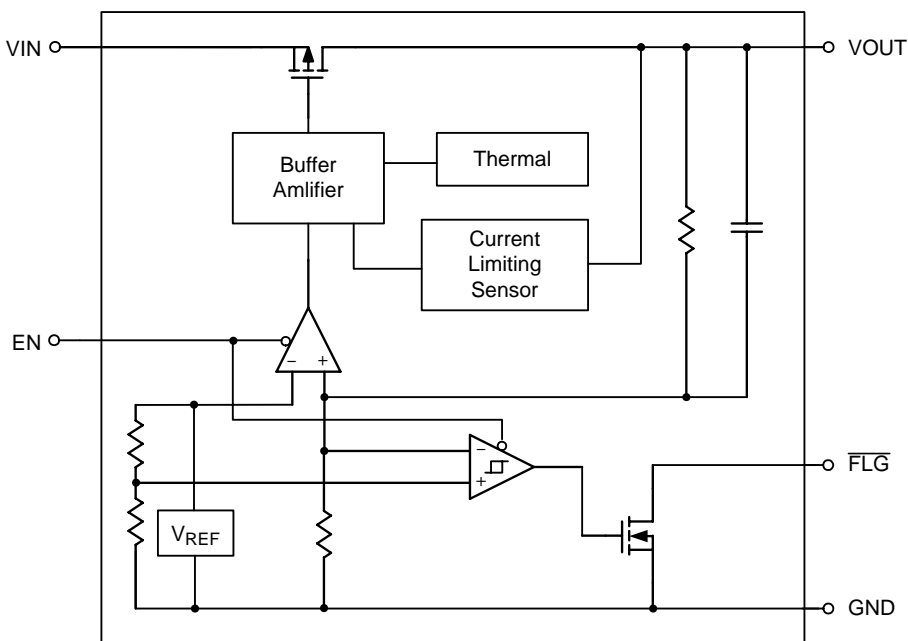 VIN
VOUT
Buffer
Amlifier
Thermal
Current
Limiting
Sensor
EN
− +
−
+
FLG
VREF
GND